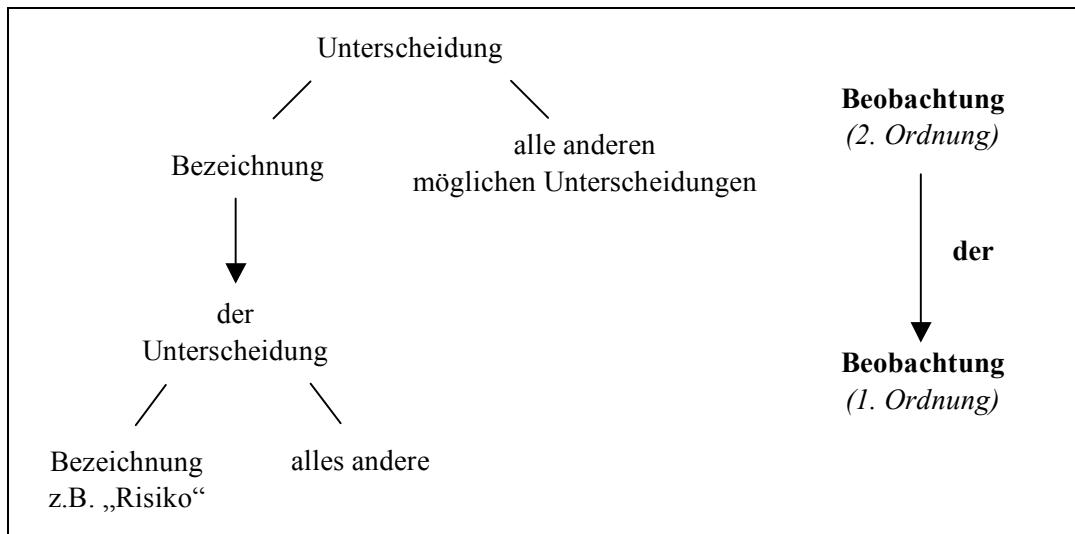 Unterscheidung
Bezeichnung
alle anderen
möglichen Unterscheidungen
der
Unterscheidung
Bezeichnung
z.B. „Risiko“
alles andere
Beobachtung
(2. Ordnung)
der
Beobachtung
(1. Ordnung)